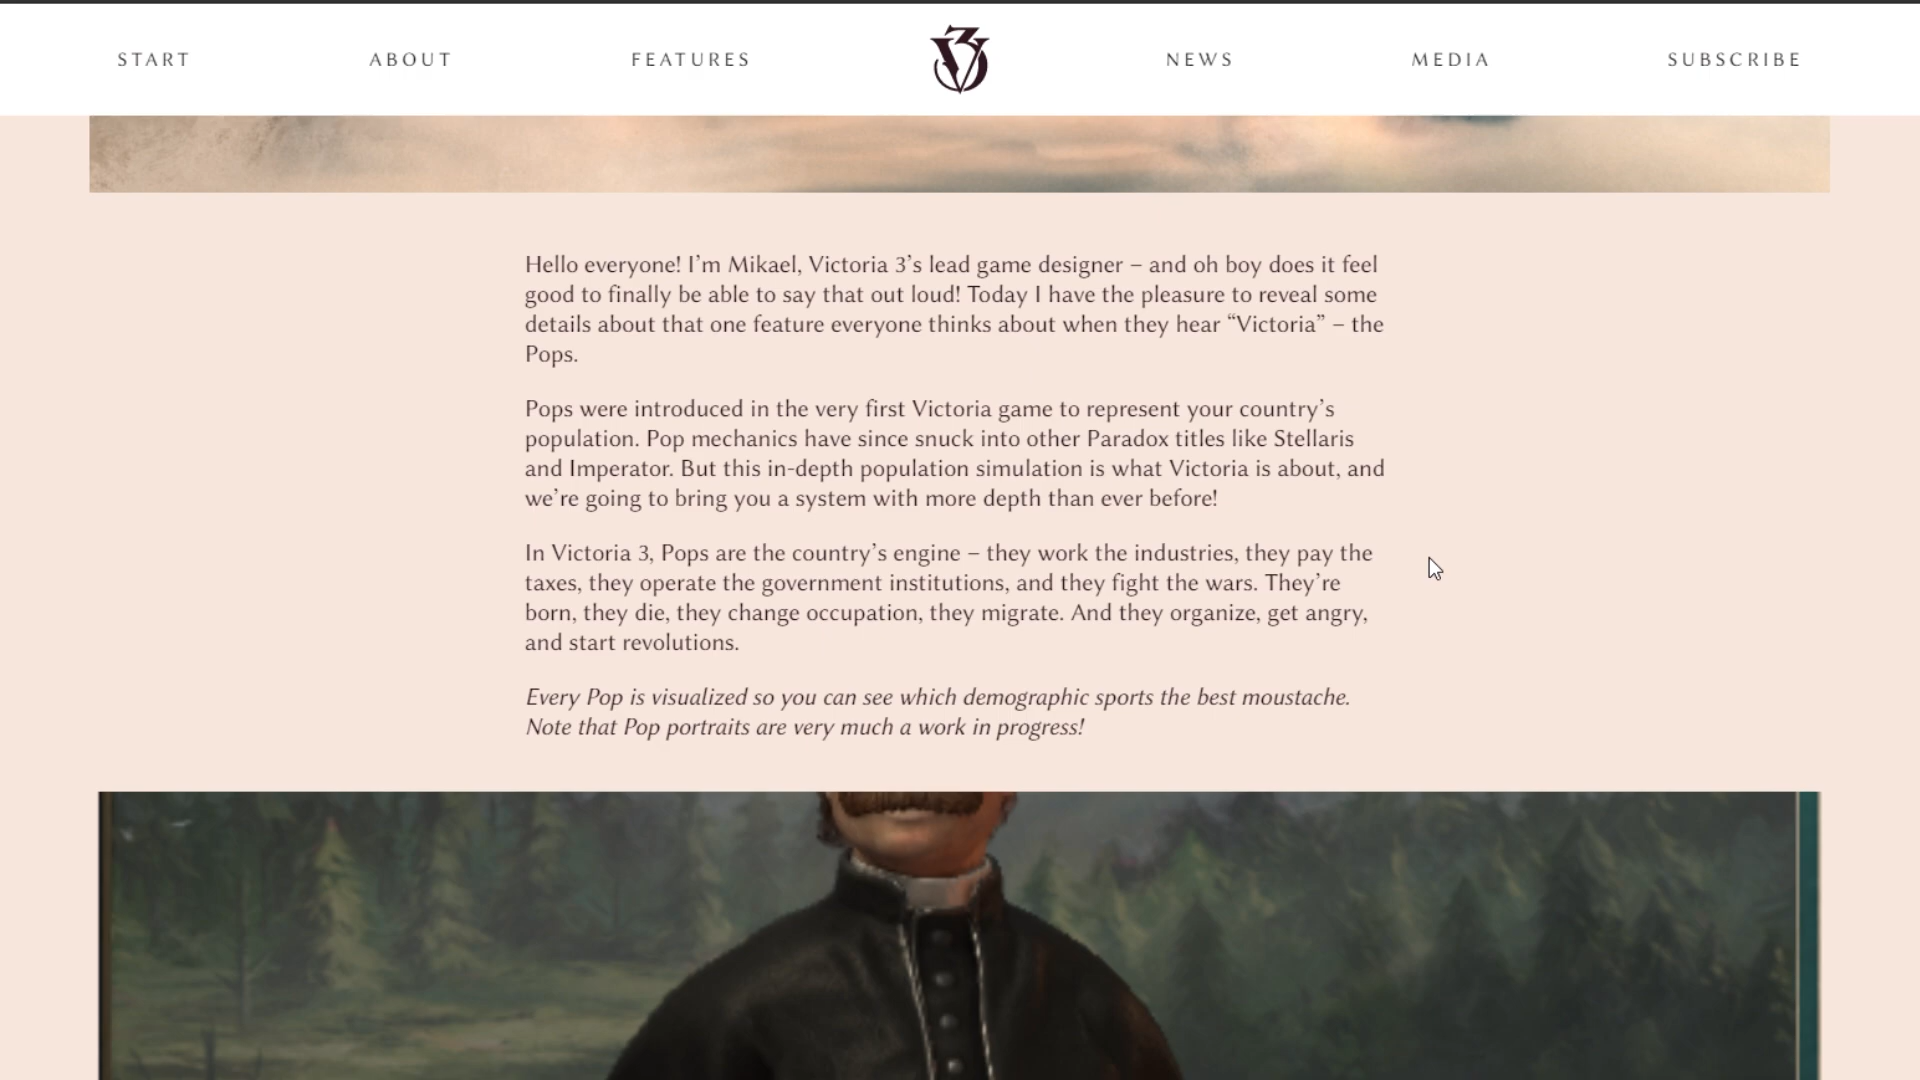 START
ABOUT
FEATURES
V3
NEWS
MEDIA
SUBSCRIBE
Hello everyone! I’m Mikael, Victoria 3’s lead game designer – and oh boy does it feel
good to finally be able to say that out loud! Today I have the pleasure to reveal some
details about that one feature everyone thinks about when they hear “Victoria” – the
Pops.
Pops were introduced in the very first Victoria game to represent your country’s
population. Pop mechanics have since snuck into other Paradox titles like Stellaris
and Imperator. But this in-depth population simulation is what Victoria is about, and
we’re going to bring you a system with more depth than ever before!
In Victoria 3, Pops are the country’s engine – they work the industries, they pay the
taxes, they operate the government institutions, and they fight the wars. They’re
born, they die, they change occupation, they migrate. And they organize, get angry,
and start revolutions.
Every Pop is visualized so you can see which demographic sports the best moustache.
Note that Pop portraits are very much a work in progress!